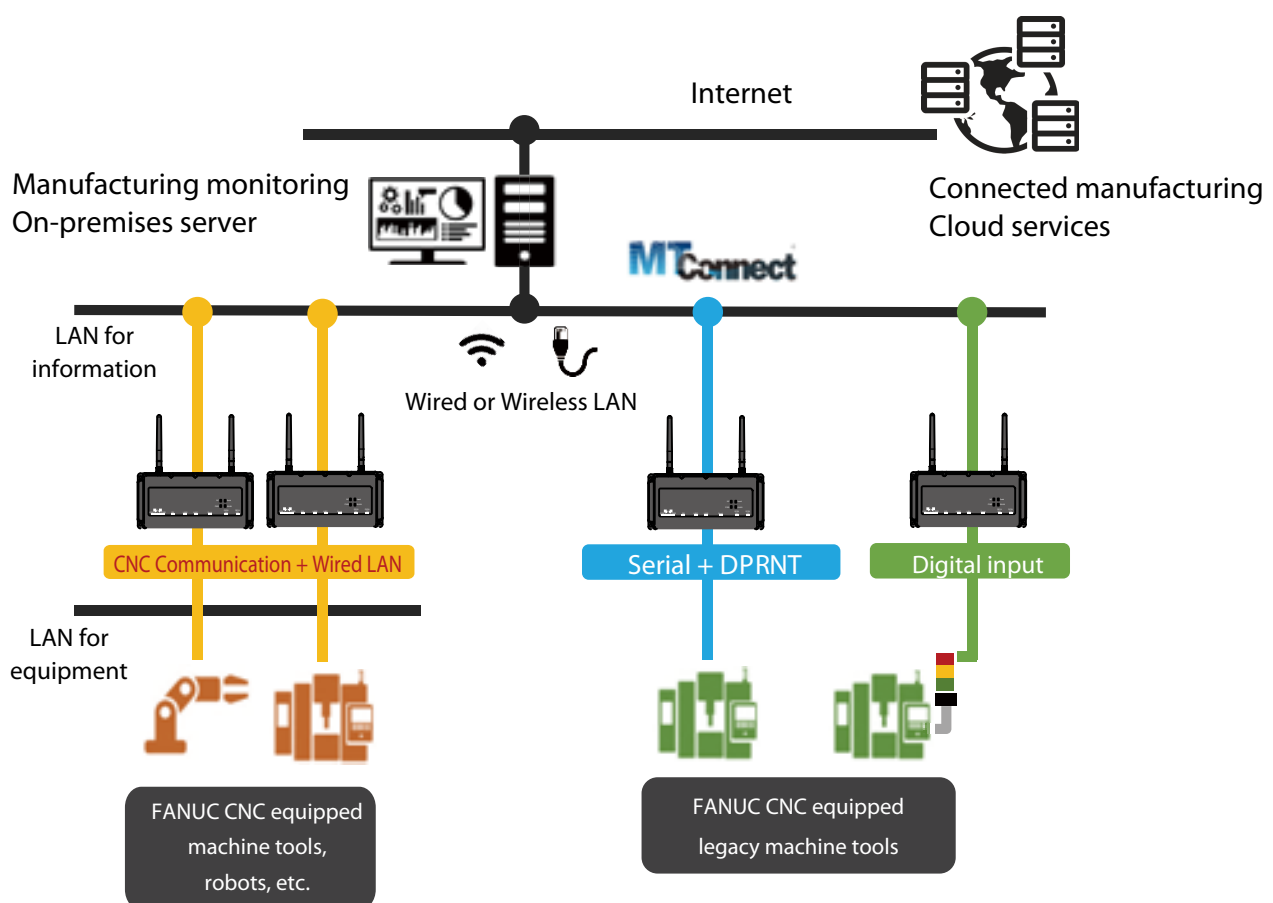 Internet
Manufacturing monitoring
On-premises server
Connected manufacturing
Cloud services
MTConnect
LAN for
information
Wired or Wireless LAN
CNC Communication + Wired LAN
Serial + DPRNT
Digital input
LAN for
equipment
FANUC CNC equipped
machine tools,
robots, etc.
FANUC CNC equipped
legacy machine tools